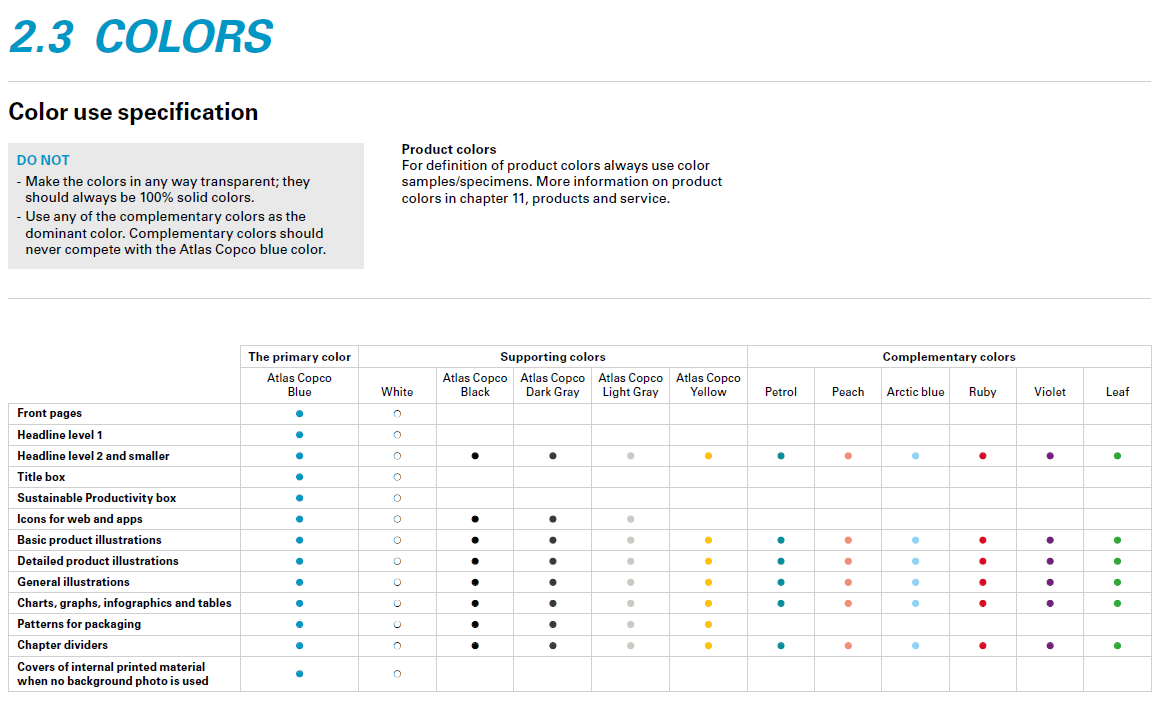 2.3 COLORS
Color use specification
DO NOT
- Make the colors in any way transparent; they
should always be 100% solid colors.
- Use any of the complementary colors as the
dominant color. Complementary colors should
never compete with the Atlas Copco blue color.
Product colors
For definition of product colors always use color
samples/specimens. More information on product
colors in chapter 11, products and service.
The primary color Supporting colors Complementary colors
Atlas Copco Atlas Copco Atlas Copco Atlas Copco Atlas Copco
Blue White Black Dark Gray Light Gray Yellow Petrol Peach Arctic blue Ruby Violet Leaf
Front pages
Headline level 1
Headline level 2 and smaller
Title box
Sustainable Productivity box
Icons for web and apps
Basic product illustrations
Detailed product illustrations
General illustrations
Charts, graphs, infographics and tables
Patterns for packaging
Chapter dividers
Covers of internal printed material
when no background photo is used